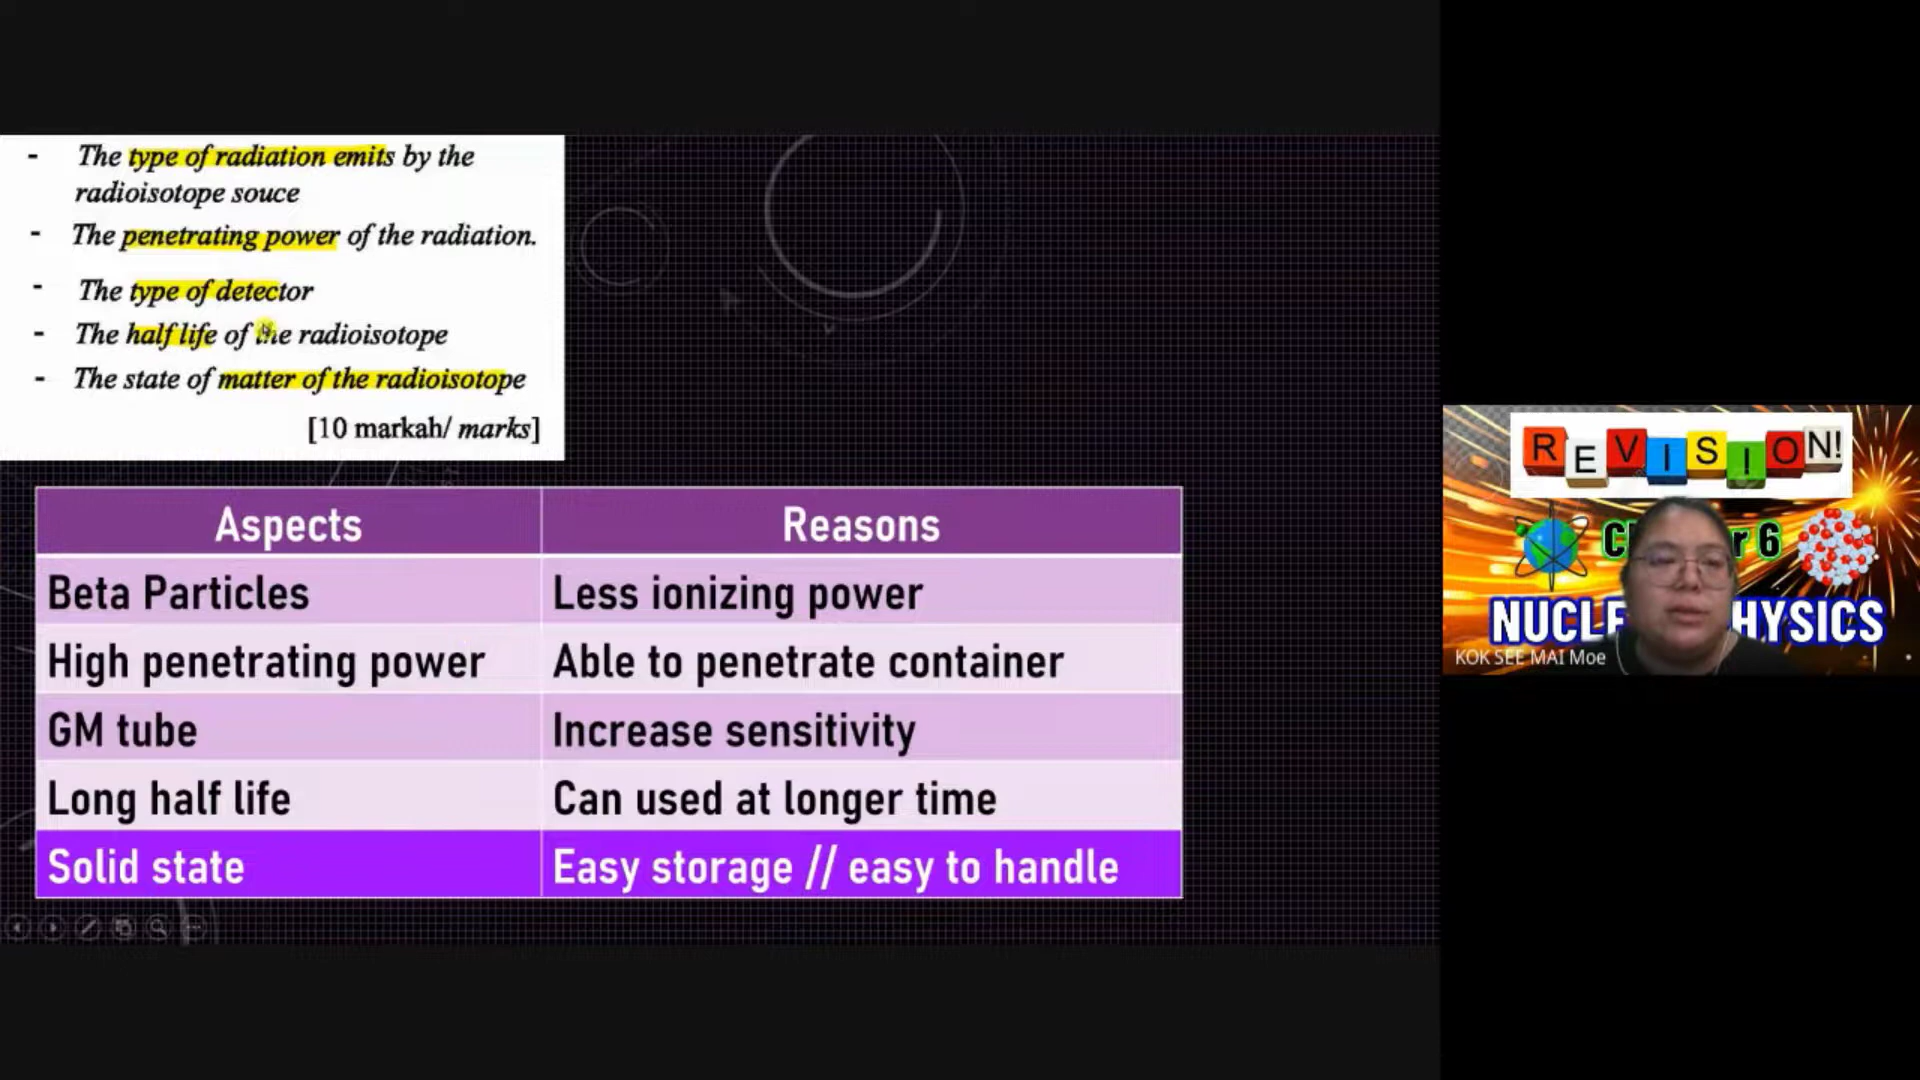 - The type of radiation emits by the
radioisotope souce
- The penetrating power of the radiation.
- The type of detector
- The half life of the radioisotope
- The state of matter of the radioisotope
[10 markah/ marks]
Aspects Reasons
Beta Particles Less ionizing power
High penetrating power Able to penetrate container
GM tube Increase sensitivity
Long half life Can used at longer time
Solid state Easy storage // easy to handle
REVISION!
6
KOK SEE MAI Moe